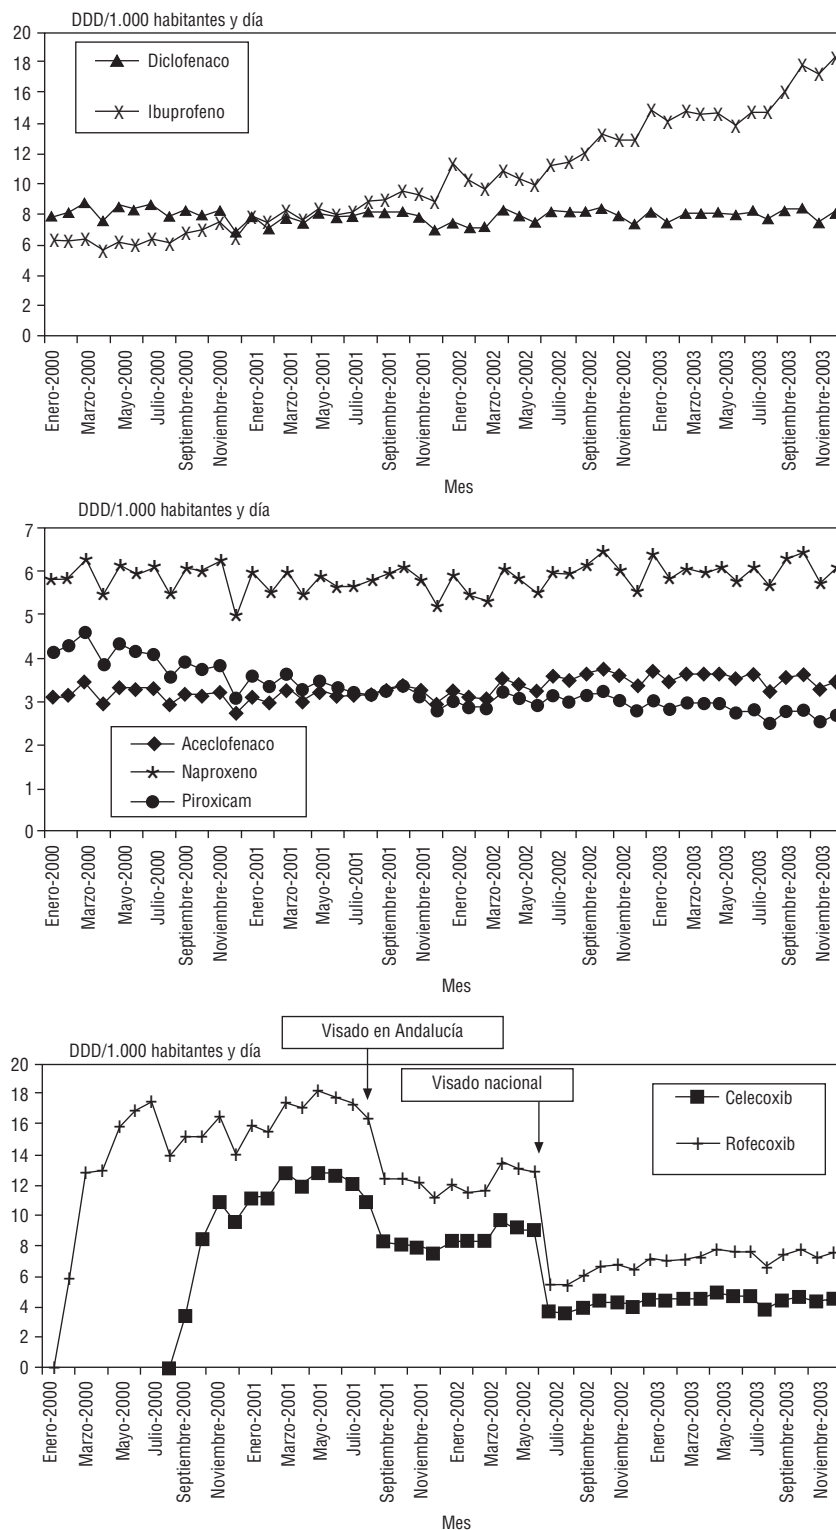 DDD/1.000 habitantes y día
20
18
16
14
12
10
8
6
4
2
0
Diclofenaco
Ibuprofeno
Enero-2000
Marzo-2000
Mayo-2000
Julio-2000
Septiembre-2000
Noviembre-2000
Enero-2001
Marzo-2001
Mayo-2001
Julio-2001
Septiembre-2001
Noviembre-2001
Enero-2002
Marzo-2002
Mayo-2002
Julio-2002
Septiembre-2002
Noviembre-2002
Enero-2003
Marzo-2003
Mayo-2003
Julio-2003
Septiembre-2003
Noviembre-2003
Mes
DDD/1.000 habitantes y día
7
6
5
4
3
2
1
0
Aceclofenaco
Naproxeno
Piroxicam
Enero-2000
Marzo-2000
Mayo-2000
Julio-2000
Septiembre-2000
Noviembre-2000
Enero-2001
Marzo-2001
Mayo-2001
Julio-2001
Septiembre-2001
Noviembre-2001
Enero-2002
Marzo-2002
Mayo-2002
Julio-2002
Septiembre-2002
Noviembre-2002
Enero-2003
Marzo-2003
Mayo-2003
Julio-2003
Septiembre-2003
Noviembre-2003
Mes
Visado en Andalucía
DDD/1.000 habitantes y día
Visado nacional
20
18
16
14
12
10
8
6
4
2
0
Celecoxib
Rofecoxib
Enero-2000
Marzo-2000
Mayo-2000
Julio-2000
Septiembre-2000
Noviembre-2000
Enero-2001
Marzo-2001
Mayo-2001
Julio-2001
Septiembre-2001
Noviembre-2001
Enero-2002
Marzo-2002
Mayo-2002
Julio-2002
Septiembre-2002
Noviembre-2002
Enero-2003
Marzo-2003
Mayo-2003
Julio-2003
Septiembre-2003
Noviembre-2003
Mes